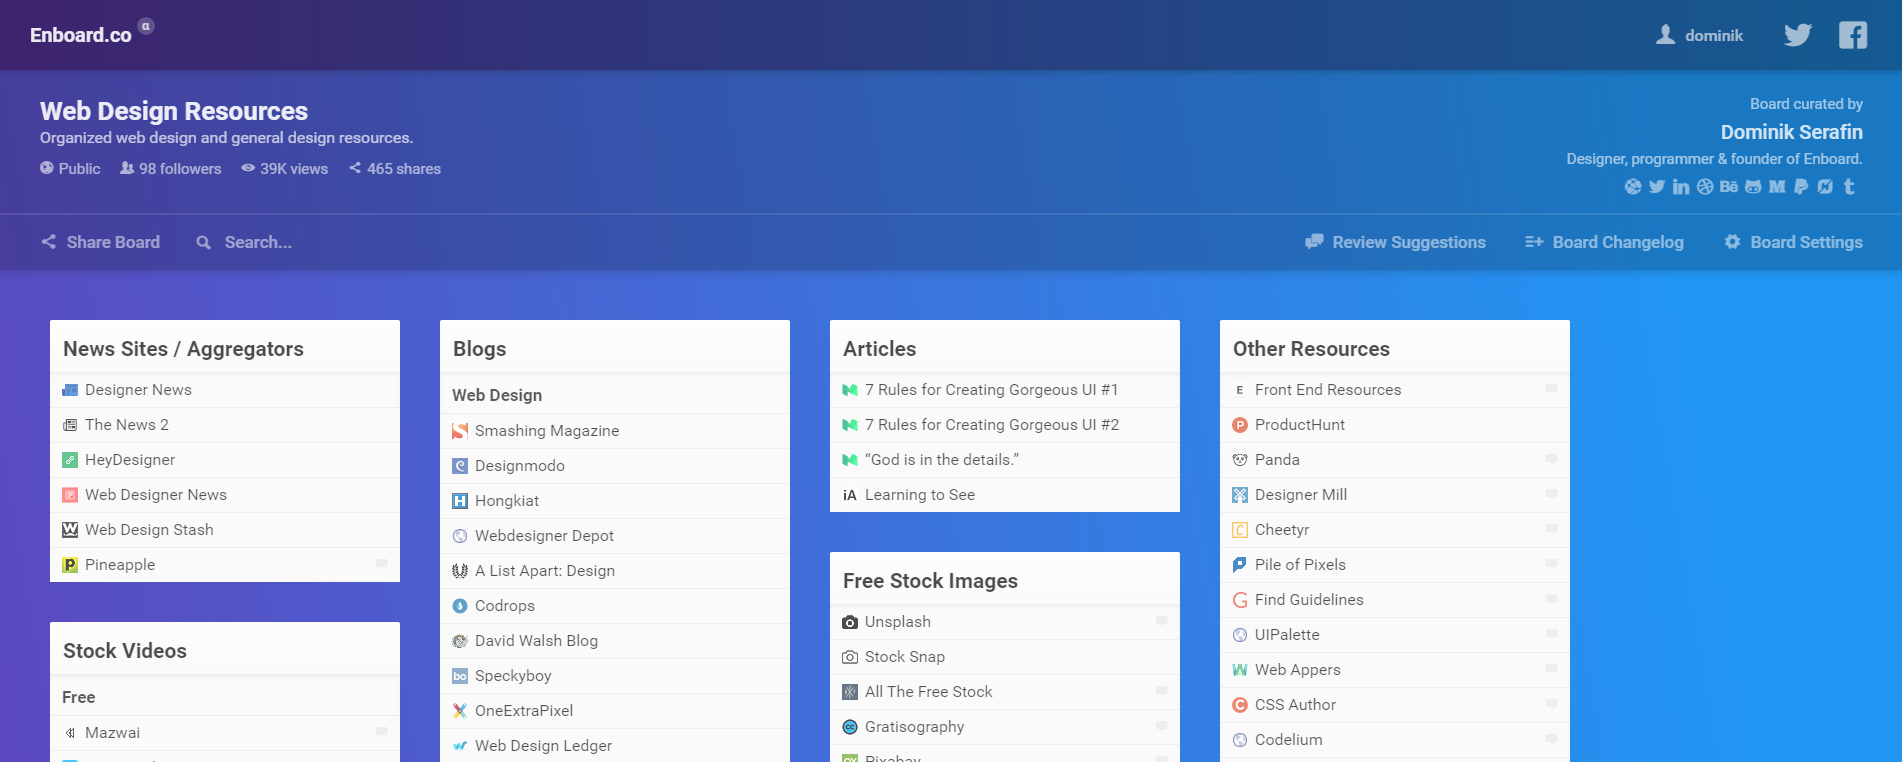 Enboard.co α
dominik
Web Design Resources
Organized web design and general design resources.
Public 98 followers 39K views 465 shares
Board curated by
Dominik Serafin
Designer, programmer & founder of Enboard.
Share Board Search...
Review Suggestions Board Changelog Board Settings
News Sites / Aggregators
Designer News
The News 2
HeyDesigner
Web Designer News
Web Design Stash
Pineapple
Stock Videos
Free
Mazwai
Blogs
Web Design
Smashing Magazine
Designmodo
Hongkiat
Webdesigner Depot
A List Apart: Design
Codrops
David Walsh Blog
Speckyboy
OneExtraPixel
Web Design Ledger
Articles
7 Rules for Creating Gorgeous UI #1
7 Rules for Creating Gorgeous UI #2
“God is in the details.”
iA Learning to See
Free Stock Images
Unsplash
Stock Snap
All The Free Stock
Gratisography
Pixabay
Other Resources
E Front End Resources
ProductHunt
Panda
Designer Mill
Cheetyr
Pile of Pixels
Find Guidelines
UIPalette
Web Appers
CSS Author
Codelium